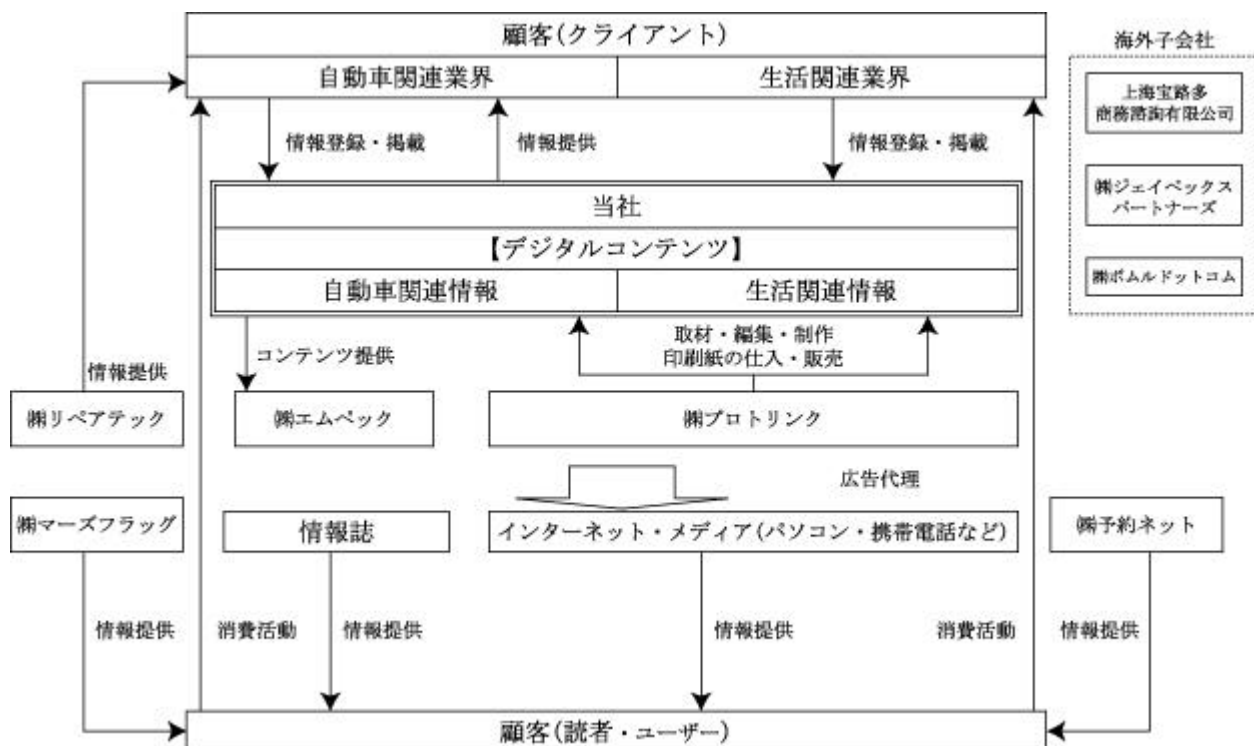 顧客(クライアント)
自動車関連業界
生活関連業界
海外子会社
上海宝路多
商務諮詢有限公司
㈱ジェイペックス
パートナーズ
㈱ボムルドットコム
情報登録・掲載
情報提供
情報登録・掲載
当社
【デジタルコンテンツ】
自動車関連情報
生活関連情報
取材・編集・制作
印刷紙の仕入・販売
コンテンツ提供
情報提供
㈱リペアテック
㈱エムペック
㈱プロトリンク
広告代理
㈱マーズフラッグ
情報誌
インターネット・メディア(パソコン・携帯電話など)
㈱予約ネット
情報提供
消費活動
情報提供
情報提供
消費活動
情報提供
顧客(読者・ユーザー)